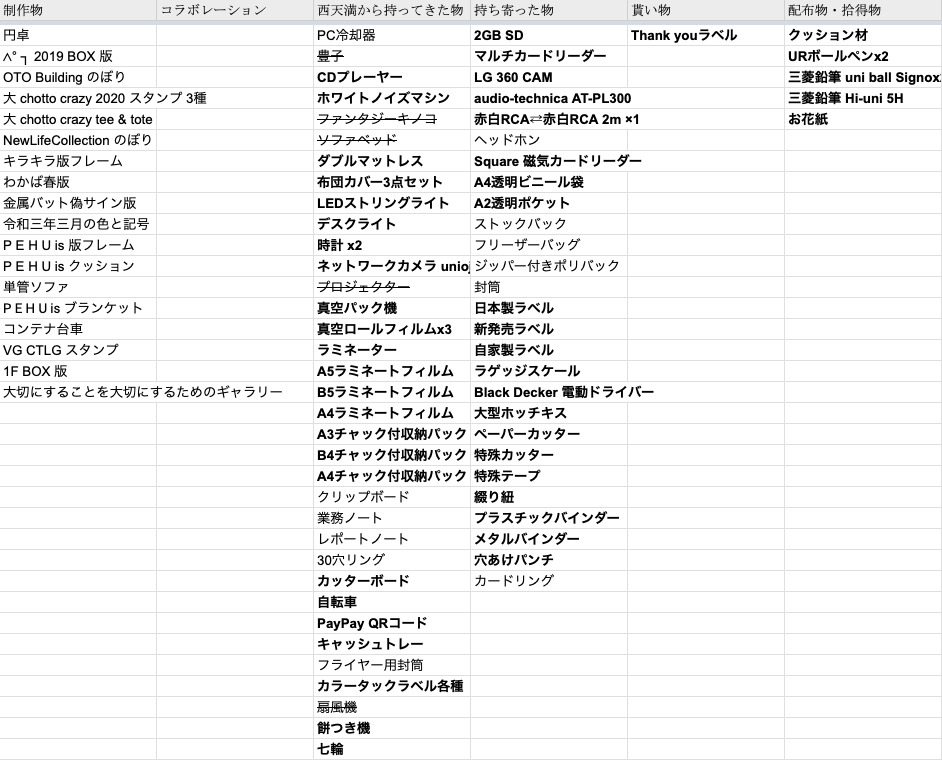 制作物 コラボレーション 西天満から持ってきた物 持ち寄った物 貰い物 配布物・拾得物
円卓 PC冷却器 2GB SD Thank youラベル クッション材
2019 BOX 版 豊子 マルチカードリーダー URボールペンx2
OTO Building のぼり CDプレーヤー LG 360 CAM 三菱鉛筆 uni ball Signox
大 chotto crazy 2020 スタンプ 3種 ホワイトノイズマシン audio-technica AT-PL300 三菱鉛筆 Hi-uni 5H
大 chotto crazy tee & tote ファンタジーキノコ 赤白RCA⇄赤白RCA 2m ×1 お花紙
NewLifeCollection のぼり ソファベッド ヘッドホン
キラキラ版フレーム ダブルマットレス Square 磁気カードリーダー
わかば春版 布団カバー3点セット A4透明ビニール袋
金属バット偽サイン版 LEDストリングライト A2透明ポケット
令和三年三月の色と記号 デスクライト ストックバック
P E H U is 版フレーム 時計 x2 フリーザーバッグ
P E H U is クッション ネットワークカメラ unioj ジッパー付きポリバック
単管ソファ プロジェクター 封筒
P E H U is ブランケット 真空パック機 日本製ラベル
コンテナ台車 真空ロールフィルムx3 新発売ラベル
VG CTLG スタンプ ラミネーター 自家製ラベル
1F BOX 版 A5ラミネートフィルム ラゲッジスケール
大切にすることを大切にするためのギャラリー B5ラミネートフィルム Black Decker 電動ドライバー
A4ラミネートフィルム 大型ホッチキス
A3チャック付収納パック ペーパーカッター
B4チャック付収納パック 特殊カッター
A4チャック付収納パック 特殊テープ
クリップボード 綴り紐
業務ノート プラスチックバインダー
レポートノート メタルバインダー
30穴リング 穴あけパンチ
カッターボード カードリング
自転車
PayPay QRコード
キャッシュトレー
フライヤー用封筒
カラータックラベル各種
扇風機
餅つき機
七輪